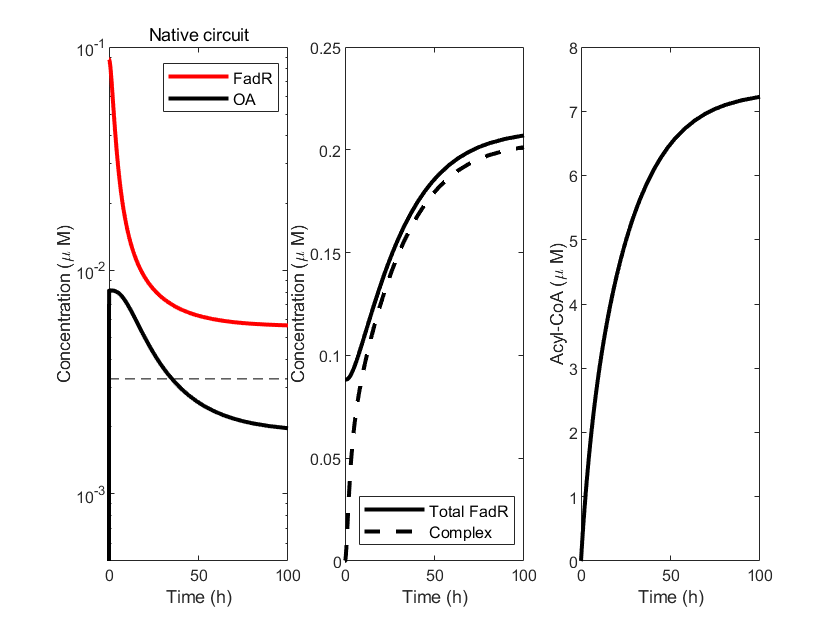 Native circuit
FadR
OA
10-1
10-2
10-3
0
50
100
Time (h)
Concentration (μ M)
0.25
0.2
0.15
0.1
0.05
0
Total FadR
Complex
0
50
100
Time (h)
Concentration (μ M)
8
7
6
5
4
3
2
1
0
0
50
100
Time (h)
Acyl-CoA (μ M)